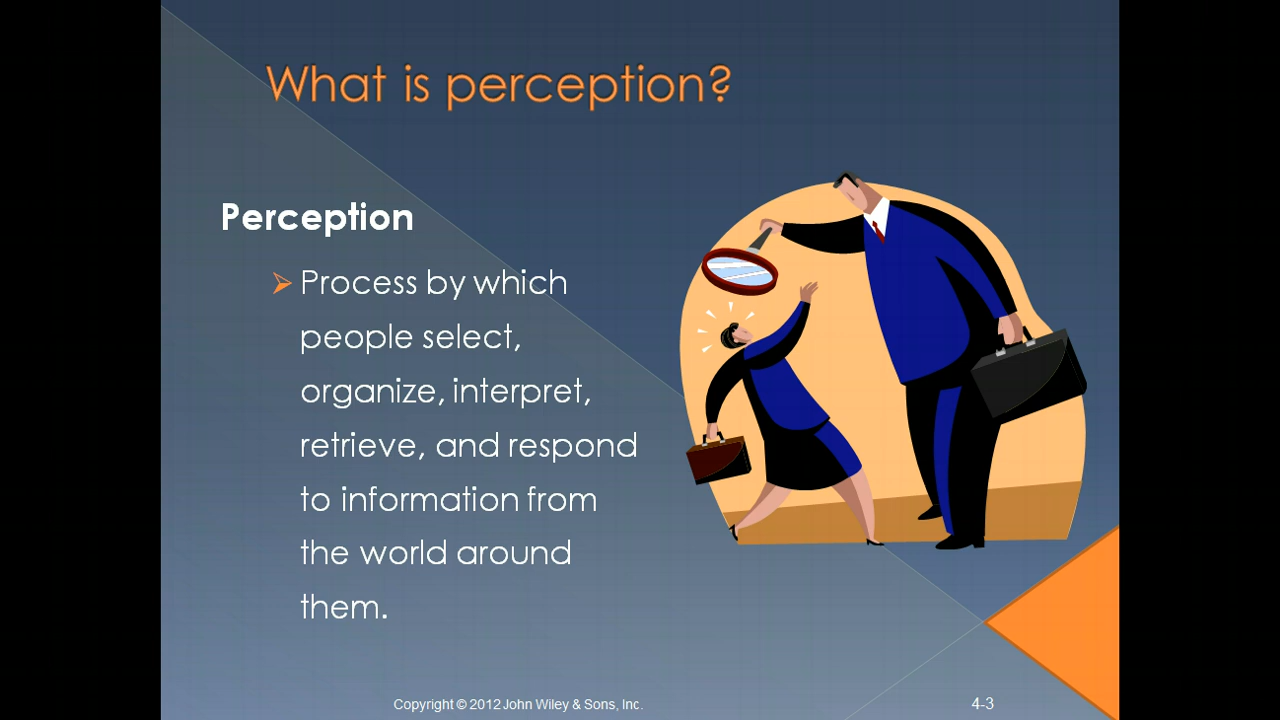 What is perception?
Perception
Process by which
people select,
organize, interpret,
retrieve, and respond
to information from
the world around
them.
Copyright © 2012 John Wiley & Sons, Inc.
4-3